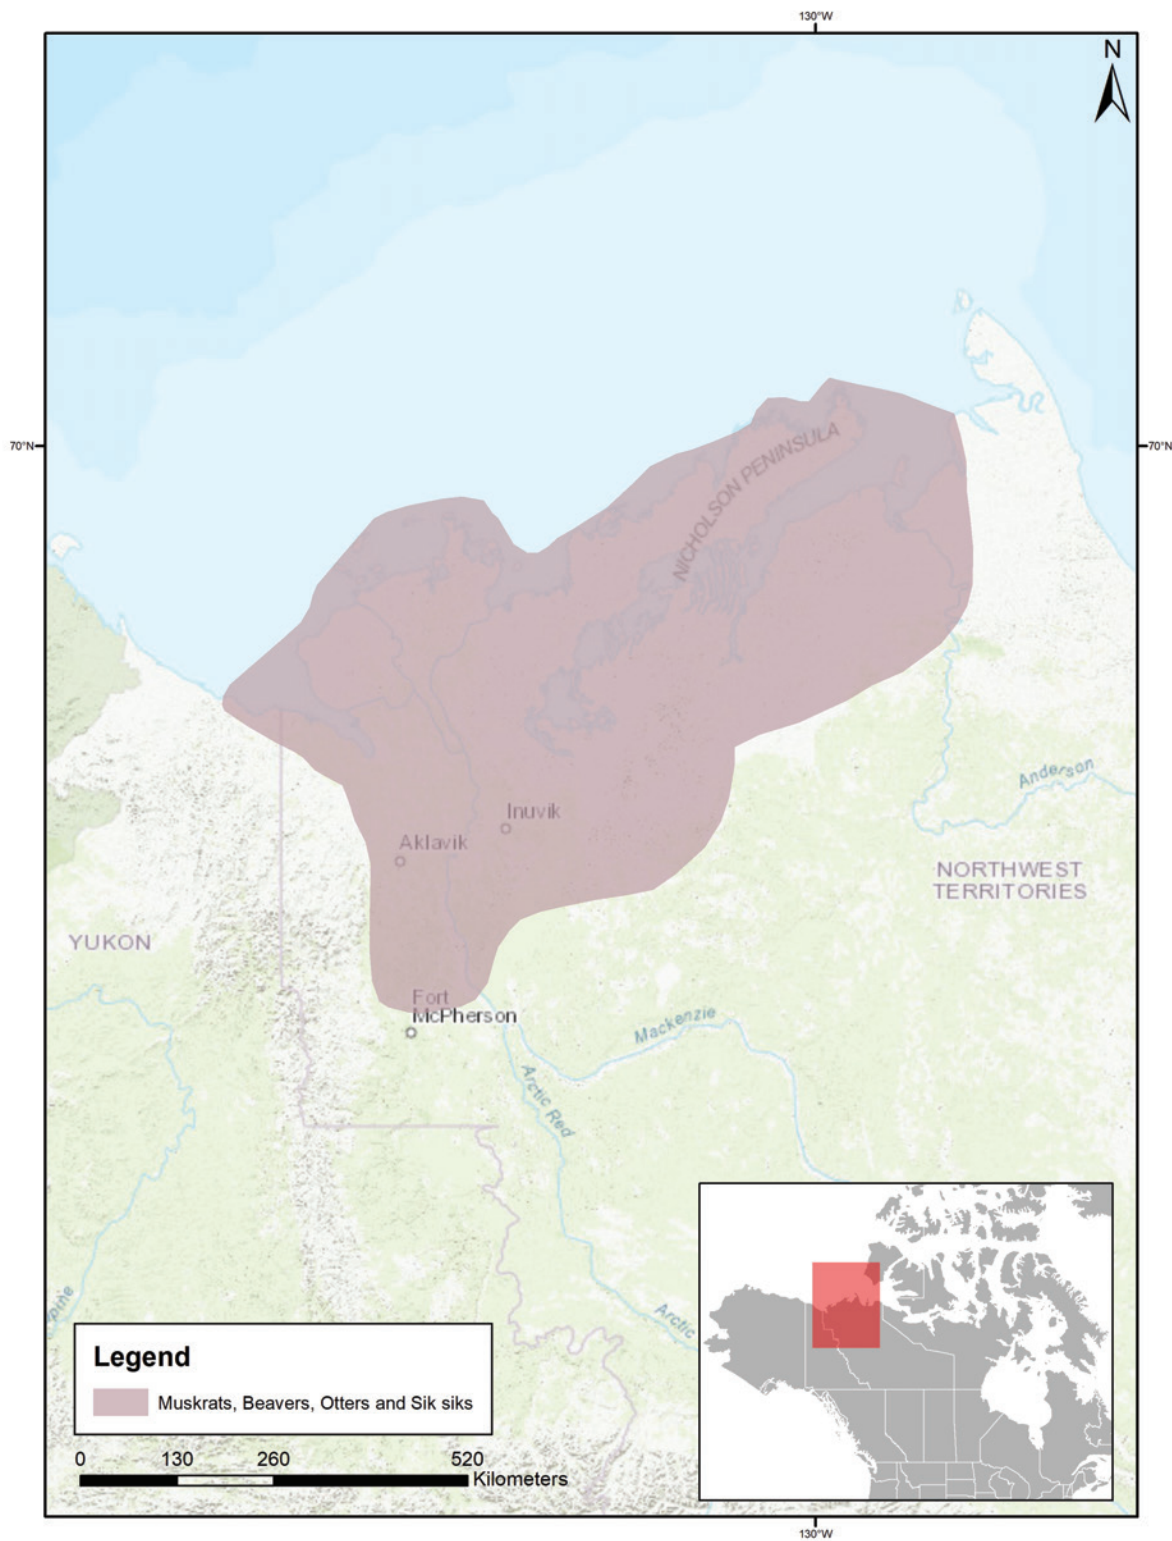 130°W
N
70°N
70°N
NICHOLSON PENINSULA
Inuvik
Aklavik
Anderson
NORTHWEST
TERRITORIES
YUKON
Fort
McPherson
Mackenzie
Arctic Red
Arctic
pine
Legend
Muskrats, Beavers, Otters and Sik siks
0 130 260 520
Kilometers
130°W